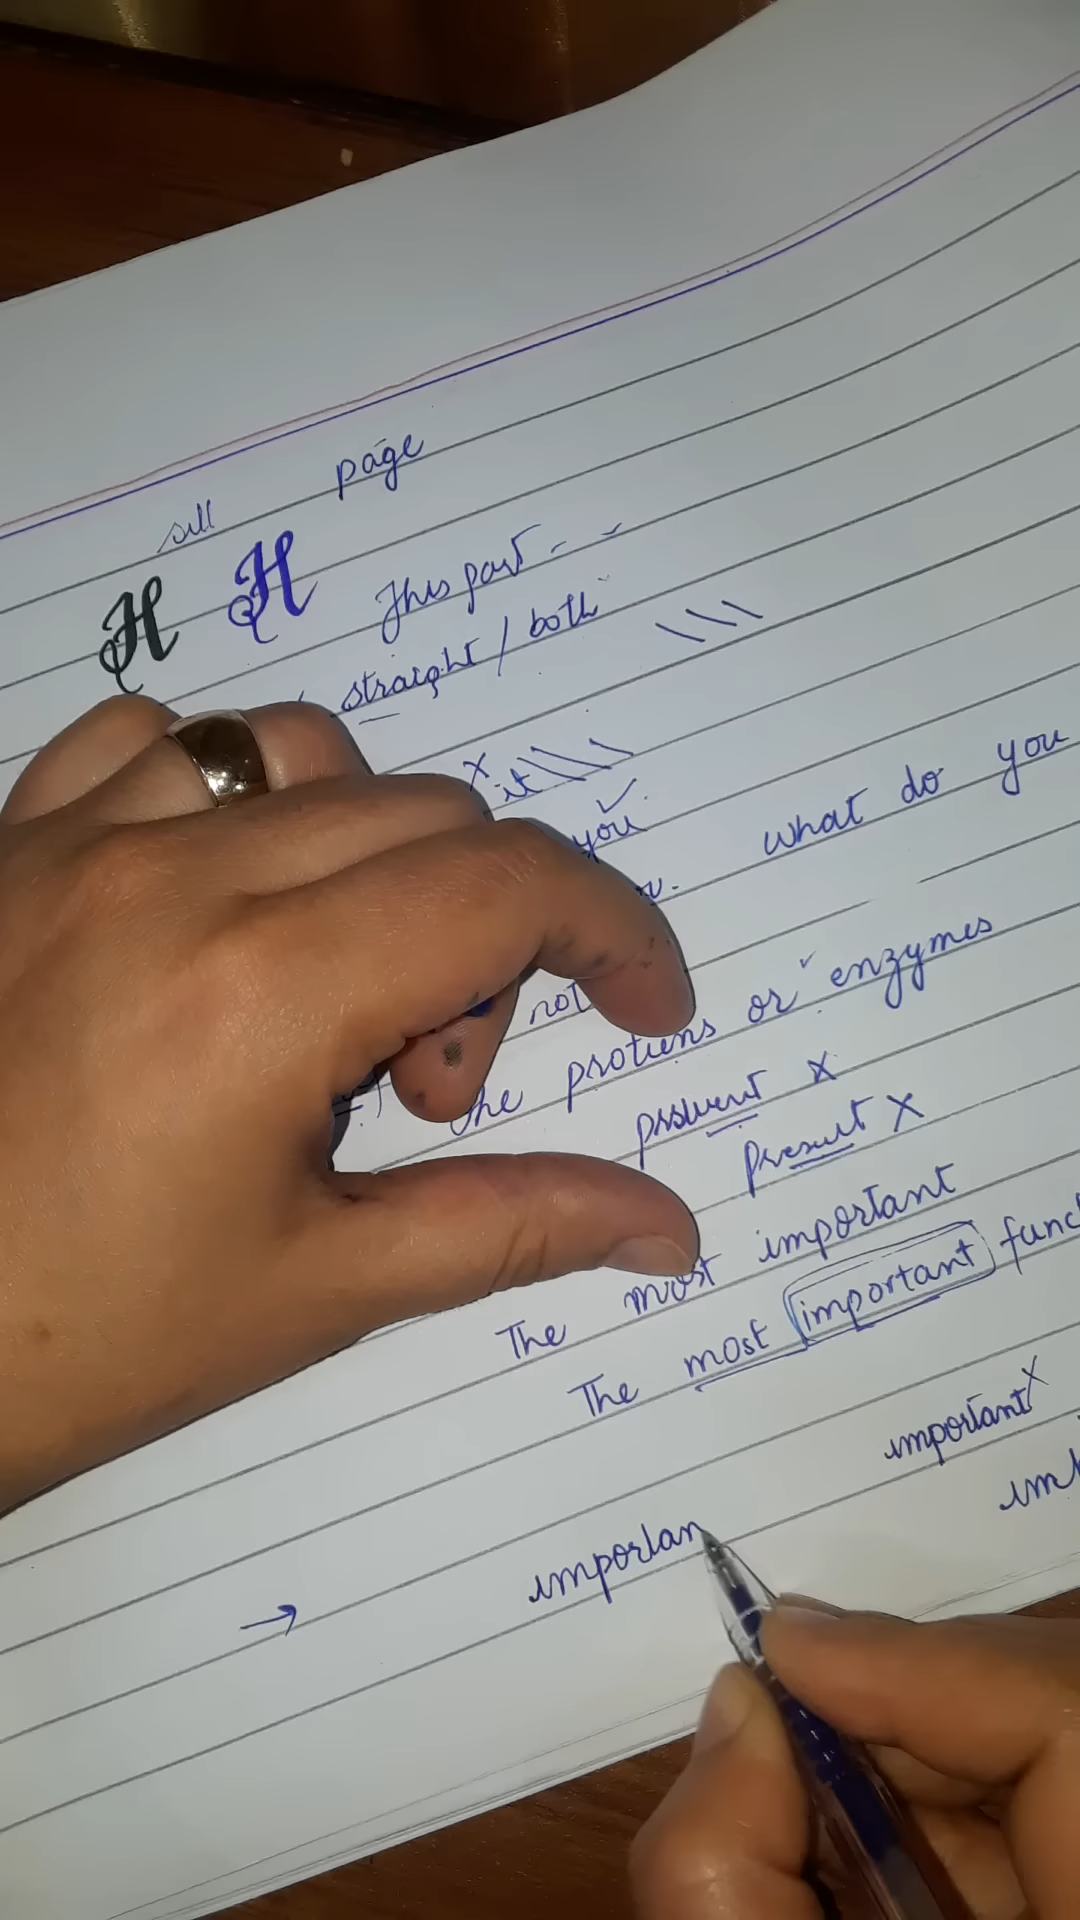 page
sell
H H This part - -
straight / both
x it
you ✓
what do you
not
the protiens or enzymes
x
present x
The most important
The most important func
important x
importan
→